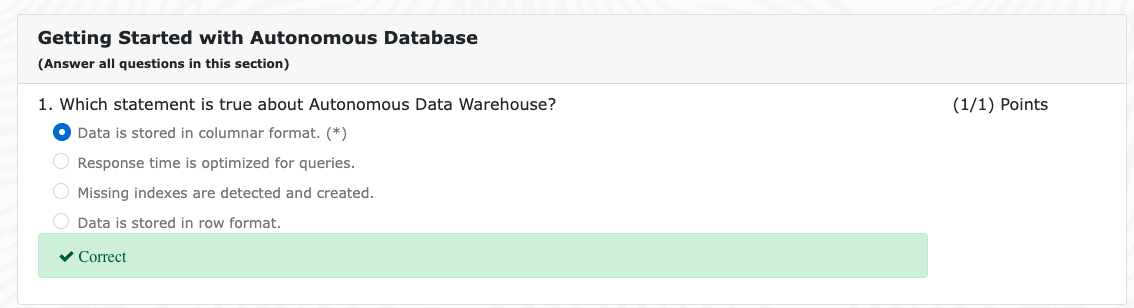 Getting Started with Autonomous Database
(Answer all questions in this section)
1. Which statement is true about Autonomous Data Warehouse?
(1/1) Points
Data is stored in columnar format. (*)
Response time is optimized for queries.
Missing indexes are detected and created.
Data is stored in row format.
Correct